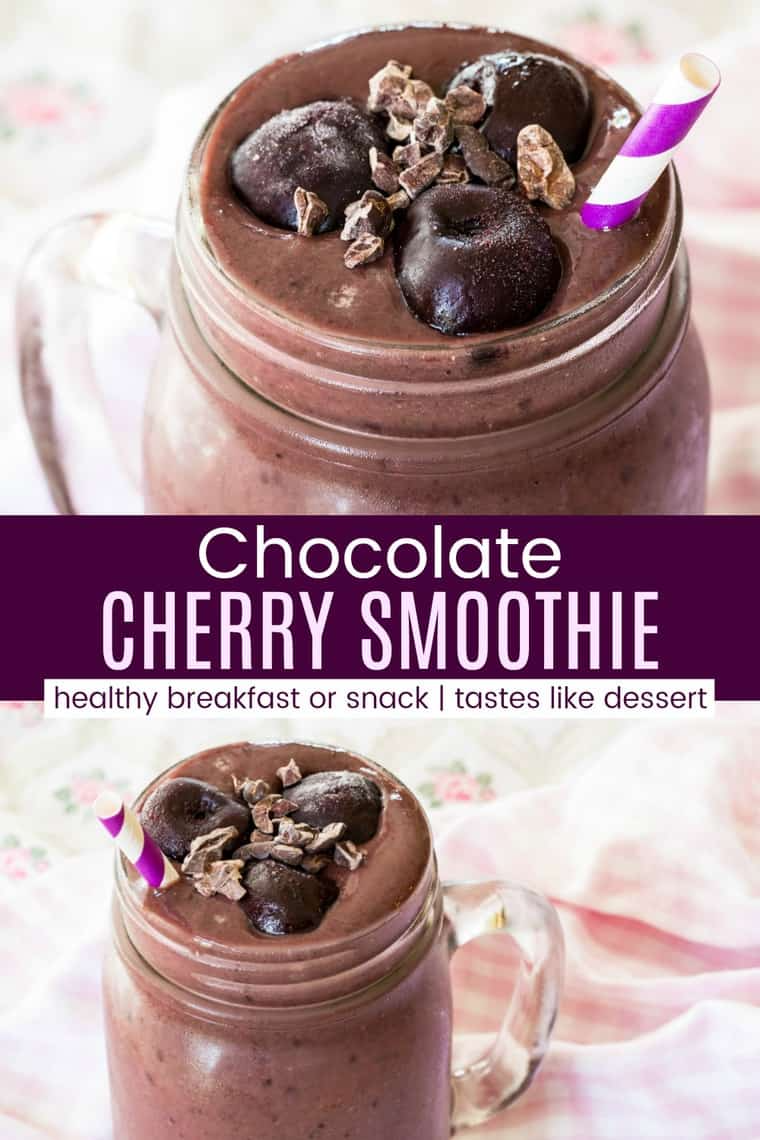 Chocolate
CHERRY SMOOTHIE
healthy breakfast or snack | tastes like dessert